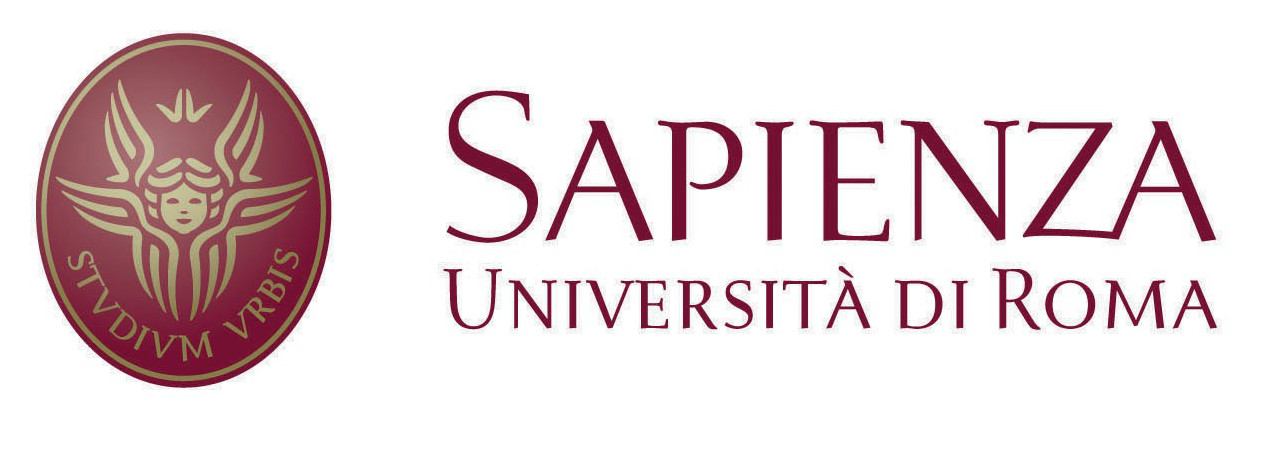 STVDIVM VRBIS
SAPIENZA
UNIVERSITÀ DI ROMA